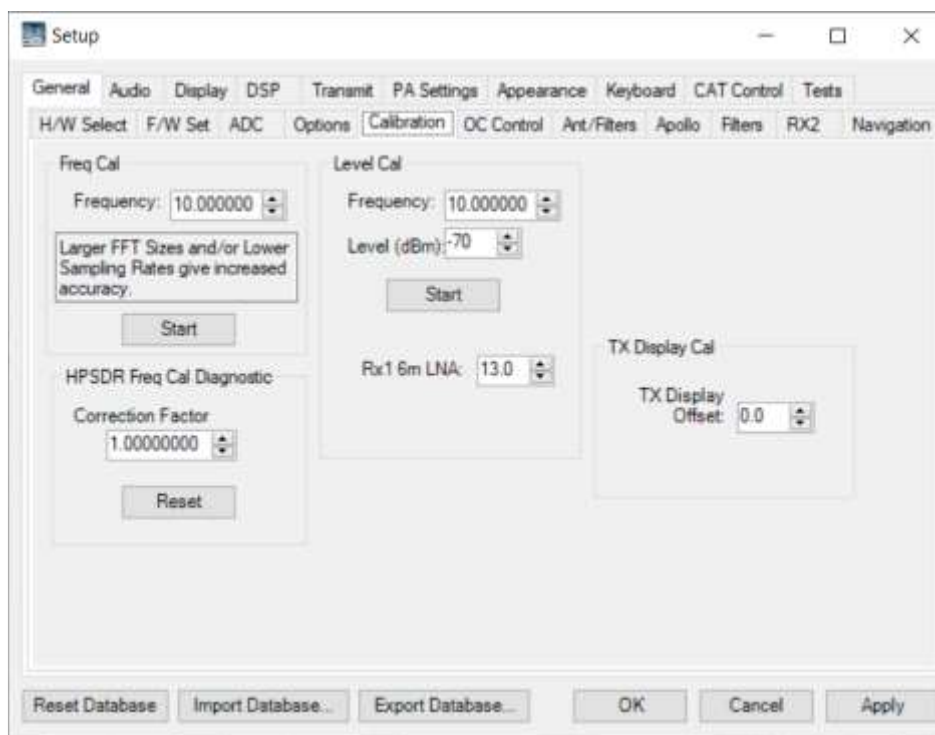 Setup
General Audio Display DSP Transmit PA Settings Appearance Keyboard CAT Control Tests
H/W Select F/W Set ADC Options Calibration OC Control Ant/Filters Apollo Filters RX2 Navigation
Freq Cal
Frequency: 10.000000
Larger FFT Sizes and/or Lower
Sampling Rates give increased
accuracy.
Start
HPSDR Freq Cal Diagnostic
Correction Factor
1.00000000
Reset
Level Cal
Frequency: 10.000000
Level (dBm): -70
Start
Rx1 6m LNA: 13.0
TX Display Cal
TX Display
Offset: 0.0
Reset Database Import Database... Export Database... OK Cancel Apply